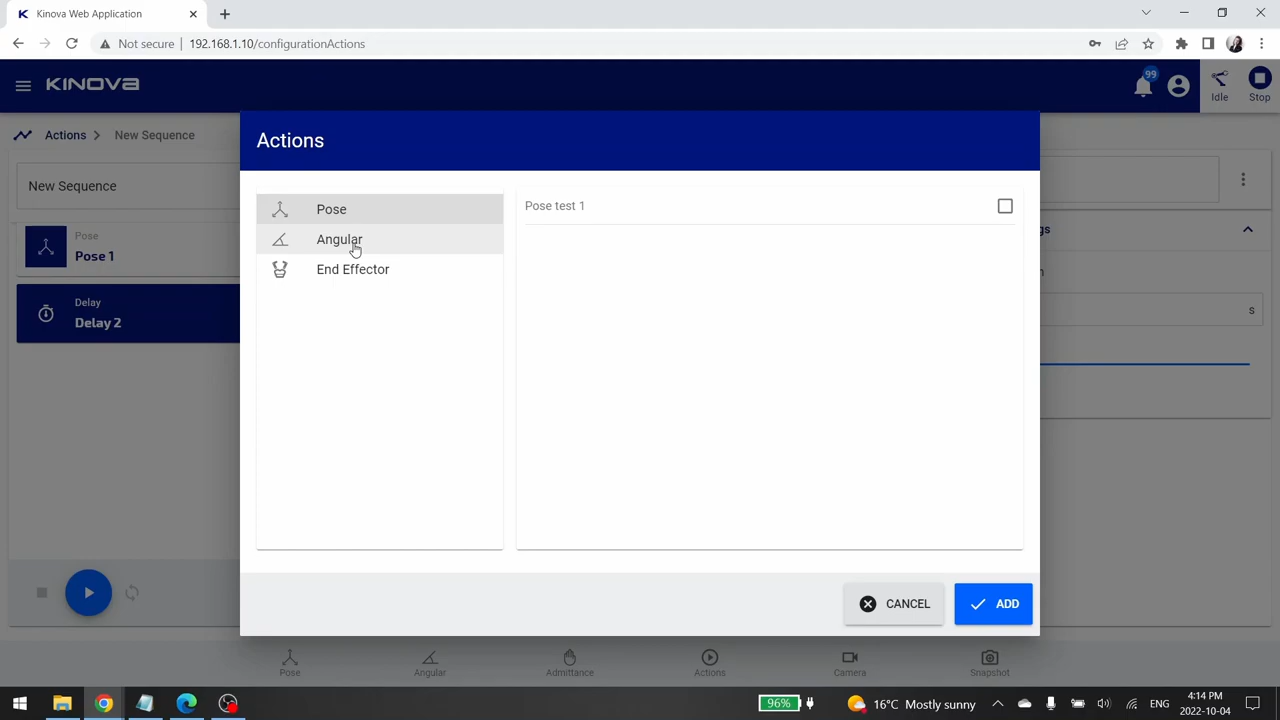 Kinova Web Application
Not secure
192.168.1.10/configurationActions
KINOVA
99
Idle
Stop
Actions
New Sequence
Actions
New Sequence
Pose
Pose 1
Delay
Delay 2
Pose
Angular
End Effector
Pose test 1
gs
n
s
CANCEL
ADD
Pose
Angular
Admittance
Actions
Camera
Snapshot
96%
16°C Mostly sunny
ENG
4:14 PM
2022-10-04